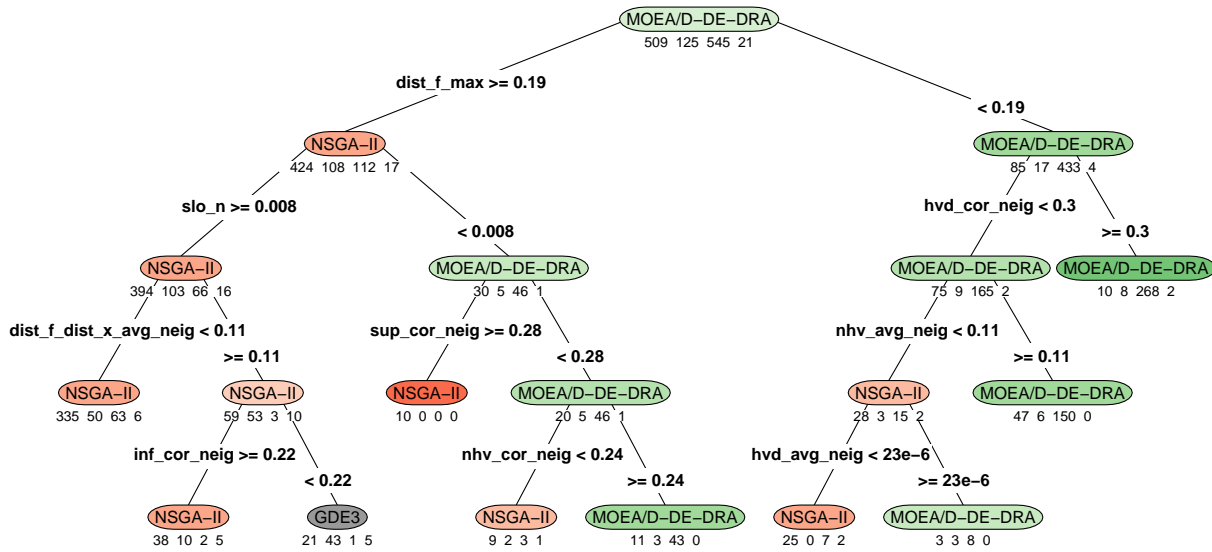 MOEA/D−DE−DRA
509 125 545 21
dist_f_max >= 0.19
< 0.19
NSGA−II
424 108 112 17
MOEA/D−DE−DRA
85 17 433 4
slo_n >= 0.008
< 0.008
hvd_cor_neig < 0.3
>= 0.3
NSGA−II
394 103 66 16
MOEA/D−DE−DRA
30 5 46 1
MOEA/D−DE−DRA
75 9 165 2
MOEA/D−DE−DRA
10 8 268 2
dist_f_dist_x_avg_neig < 0.11
>= 0.11
sup_cor_neig >= 0.28
< 0.28
nhv_avg_neig < 0.11
>= 0.11
NSGA−II
335 50 63 6
NSGA−II
59 53 3 10
NSGA−II
10 0 0 0
MOEA/D−DE−DRA
20 5 46 1
NSGA−II
28 3 15 2
MOEA/D−DE−DRA
47 6 150 0
inf_cor_neig >= 0.22
< 0.22
nhv_cor_neig < 0.24
>= 0.24
hvd_avg_neig < 23e−6
>= 23e−6
NSGA−II
38 10 2 5
GDE3
21 43 1 5
NSGA−II
9 2 3 1
MOEA/D−DE−DRA
11 3 43 0
NSGA−II
25 0 7 2
MOEA/D−DE−DRA
3 3 8 0